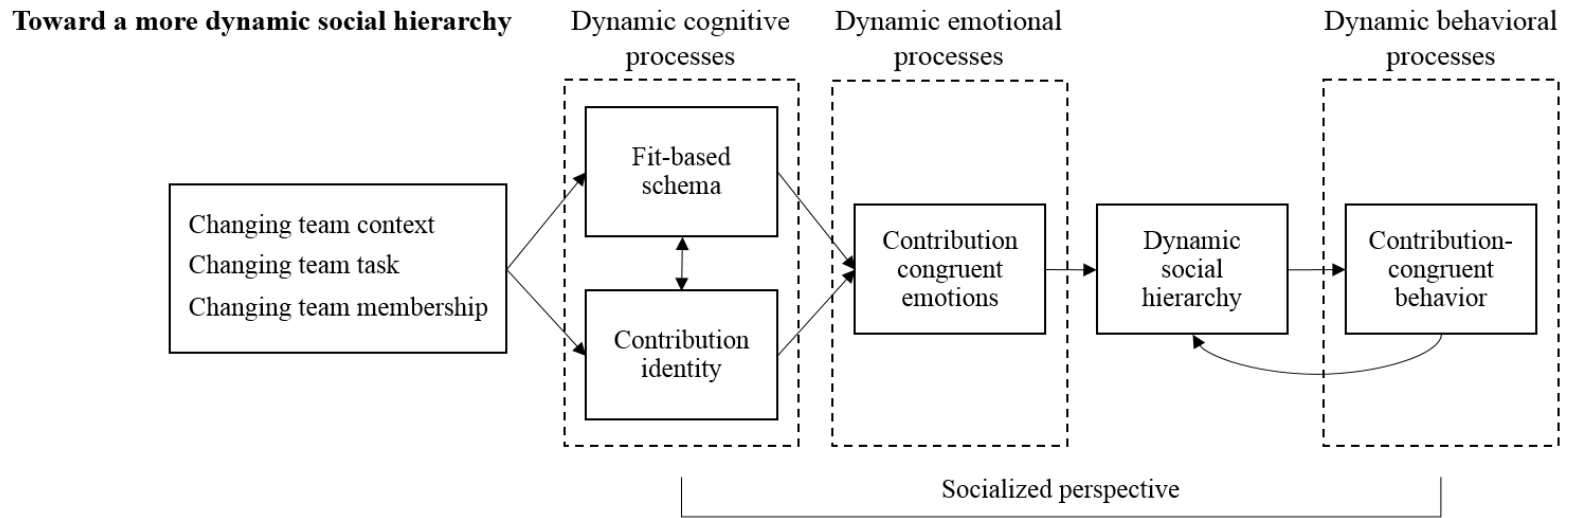 Toward a more dynamic social hierarchy
Dynamic cognitive
processes
Dynamic emotional
processes
Dynamic behavioral
processes
Changing team context
Changing team task
Changing team membership
Fit-based
schema
Contribution
identity
Contribution
congruent
emotions
Dynamic
social
hierarchy
Contribution-
congruent
behavior
Socialized perspective